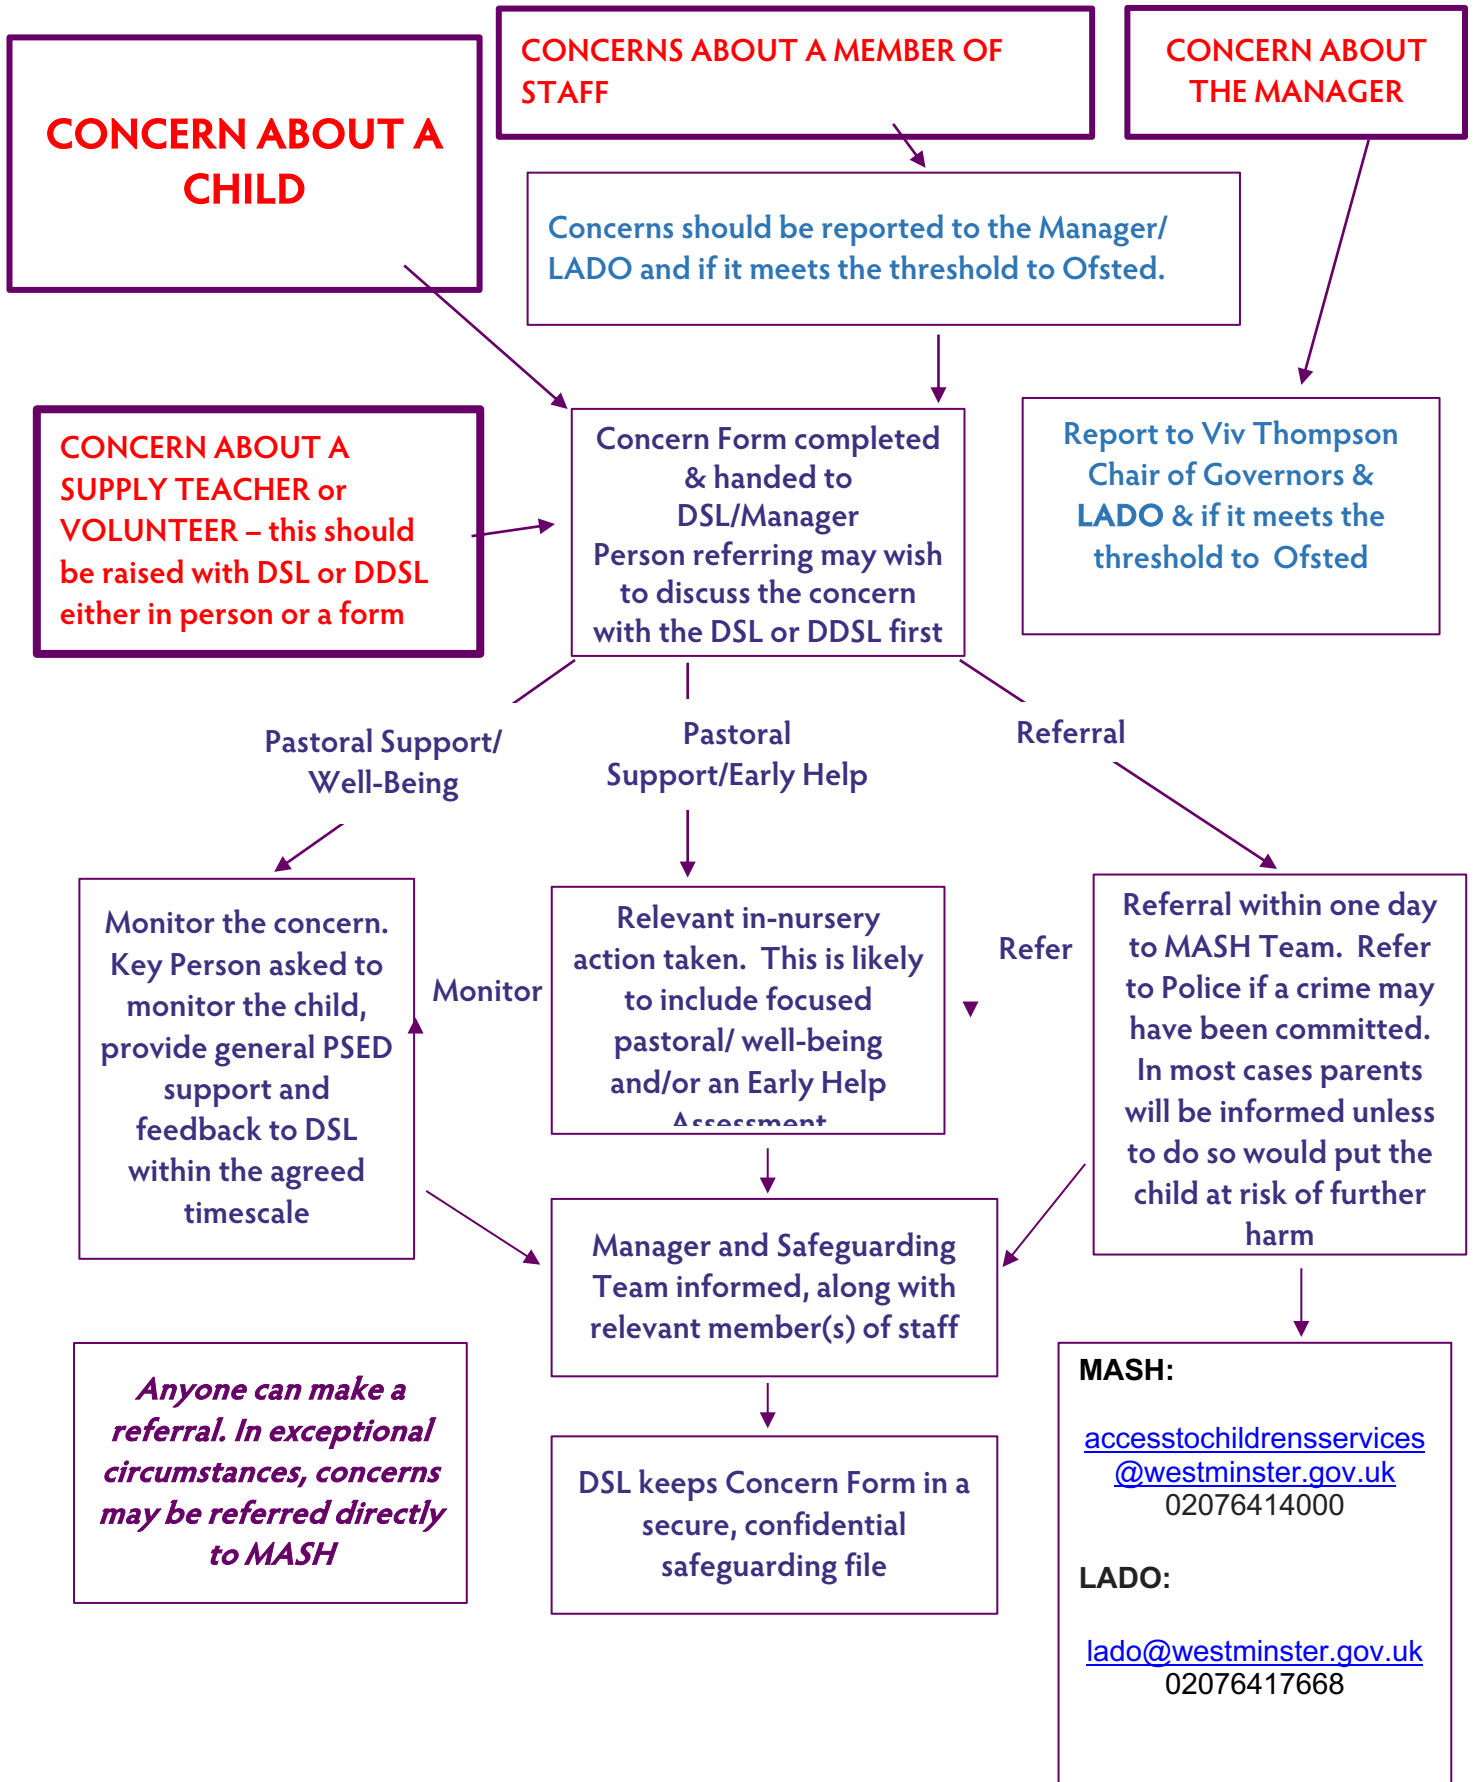 CONCERN ABOUT A
CHILD
CONCERNS ABOUT A MEMBER OF
STAFF
CONCERN ABOUT
THE MANAGER
Concerns should be reported to the Manager/
LADO and if it meets the threshold to Ofsted.
CONCERN ABOUT A
SUPPLY TEACHER or
VOLUNTEER – this should
be raised with DSL or DDSL
either in person or a form
Concern Form completed
& handed to
DSL/Manager
Person referring may wish
to discuss the concern
with the DSL or DDSL first
Report to Viv Thompson
Chair of Governors &
LADO & if it meets the
threshold to Ofsted
Pastoral Support/
Well-Being
Pastoral
Support/Early Help
Referral
Monitor the concern.
Key Person asked to
monitor the child,
provide general PSED
support and
feedback to DSL
within the agreed
timescale
Monitor
Relevant in-nursery
action taken. This is likely
to include focused
pastoral/ well-being
and/or an Early Help
Assessment
Refer
Referral within one day
to MASH Team. Refer
to Police if a crime may
have been committed.
In most cases parents
will be informed unless
to do so would put the
child at risk of further
harm
Manager and Safeguarding
Team informed, along with
relevant member(s) of staff
Anyone can make a
referral. In exceptional
circumstances, concerns
may be referred directly
to MASH
DSL keeps Concern Form in a
secure, confidential
safeguarding file
MASH:
accesstochildrensservices
@westminster.gov.uk
02076414000
LADO:
lado@westminster.gov.uk
02076417668